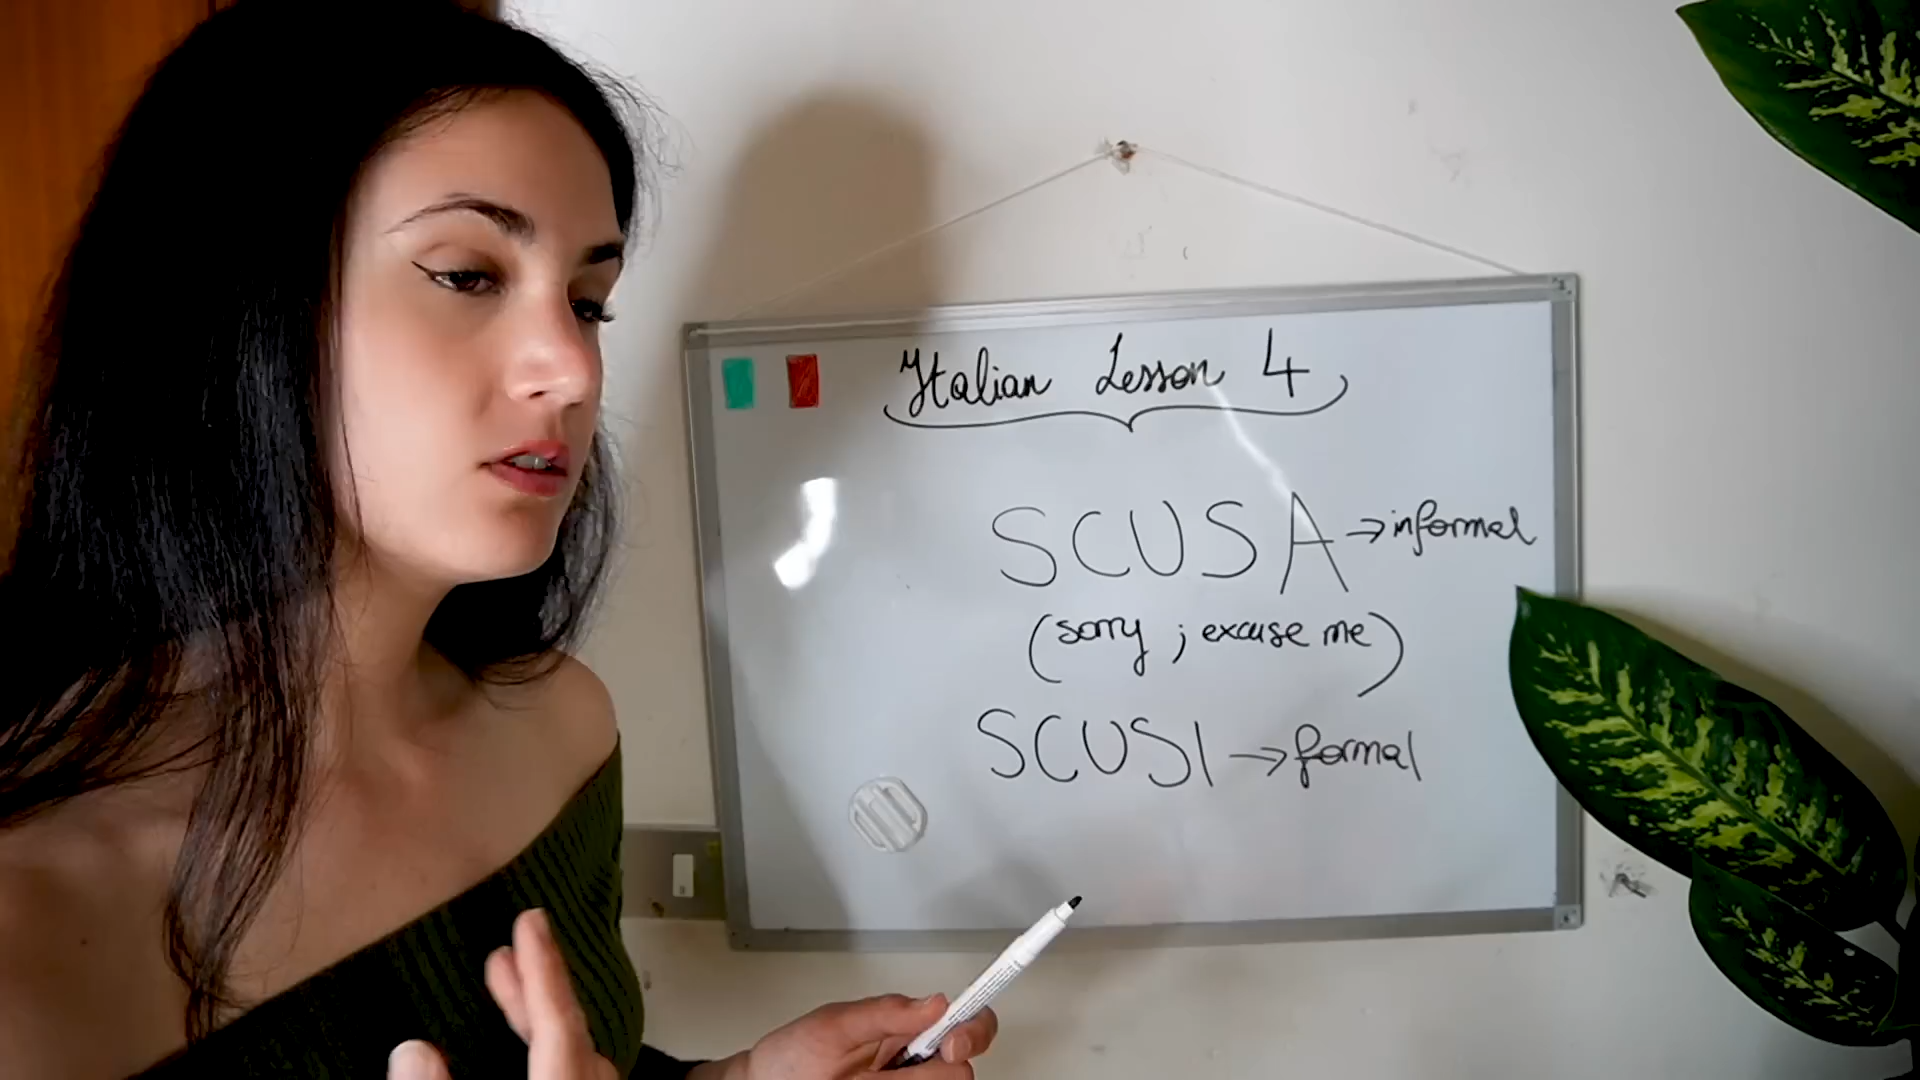 Italian Lesson 4
SCUSA → informal
(sorry ; excuse me)
SCUSI → formal